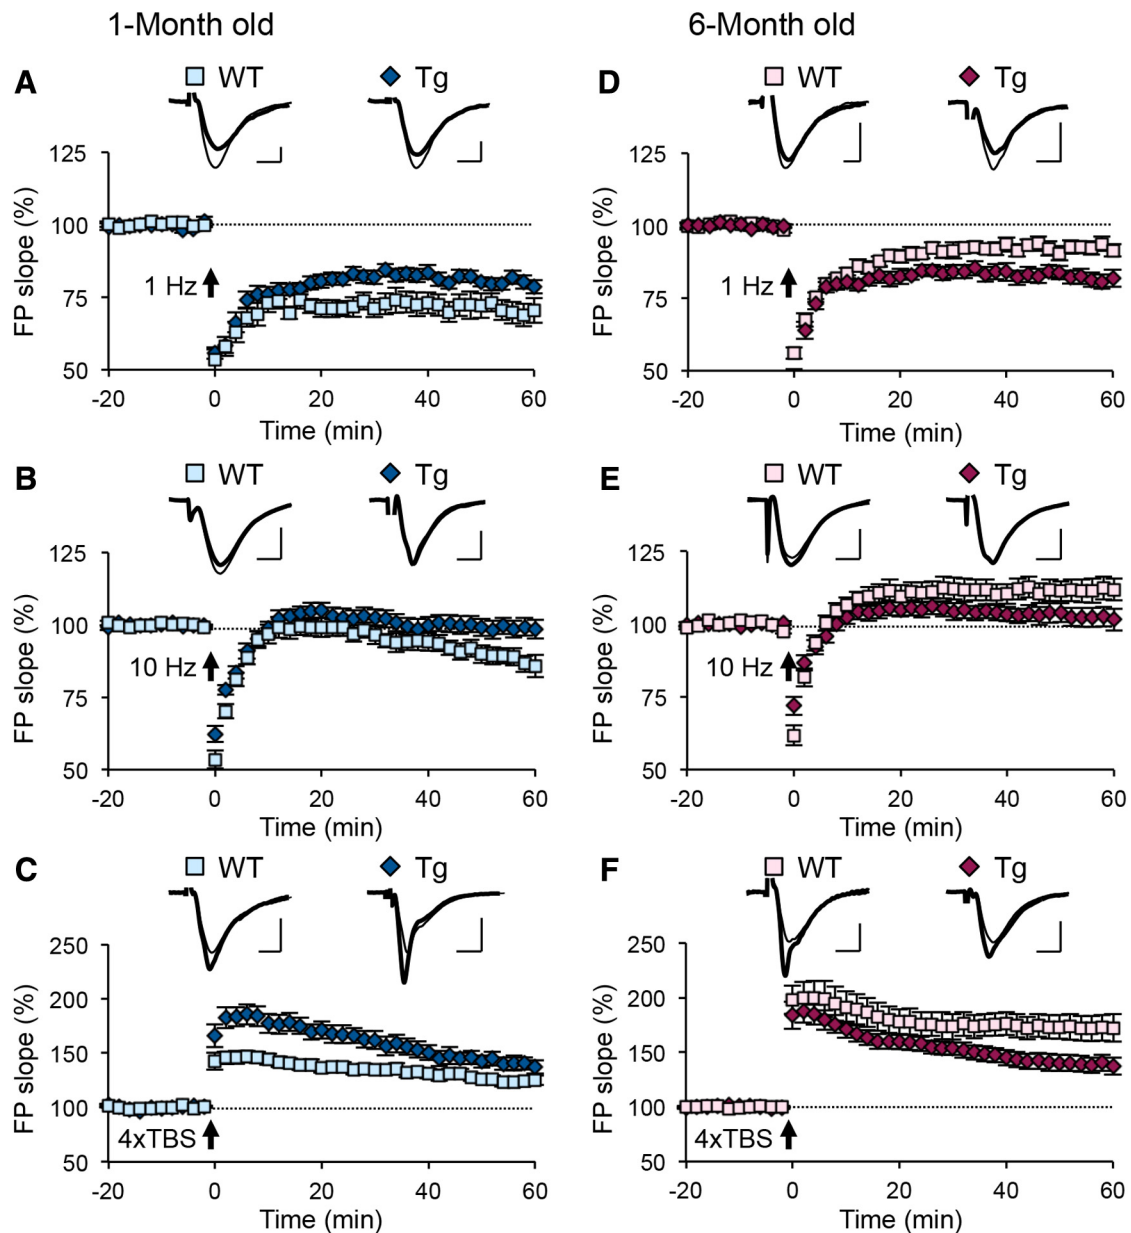 1-Month old
6-Month old
A
WT
Tg
125
100
75
50
FP slope (%)
1 Hz
-20
0
20
40
60
Time (min)
D
WT
Tg
125
100
75
50
FP slope (%)
1 Hz
-20
0
20
40
60
Time (min)
B
WT
Tg
125
100
75
50
FP slope (%)
10 Hz
-20
0
20
40
60
Time (min)
E
WT
Tg
125
100
75
50
FP slope (%)
10 Hz
-20
0
20
40
60
Time (min)
C
WT
Tg
250
200
150
100
50
FP slope (%)
4xTBS
-20
0
20
40
60
Time (min)
F
WT
Tg
250
200
150
100
50
FP slope (%)
4xTBS
-20
0
20
40
60
Time (min)